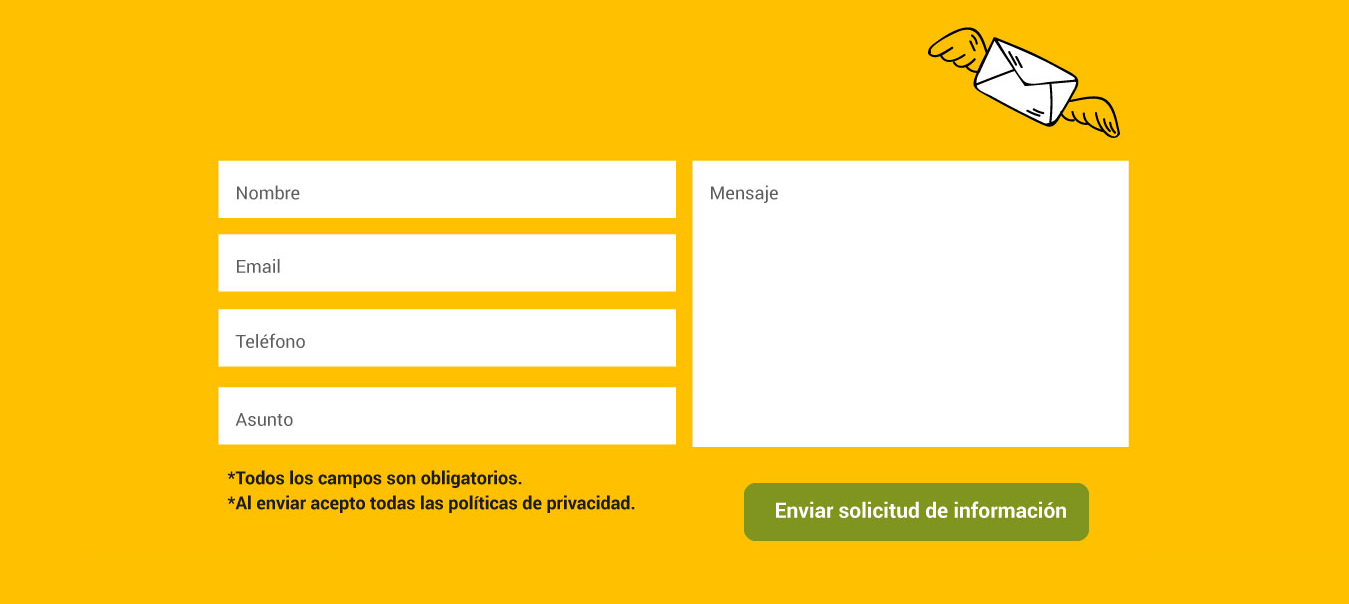 Nombre
Email
Teléfono
Asunto
Mensaje
*Todos los campos son obligatorios.
*Al enviar acepto todas las políticas de privacidad.
Enviar solicitud de información